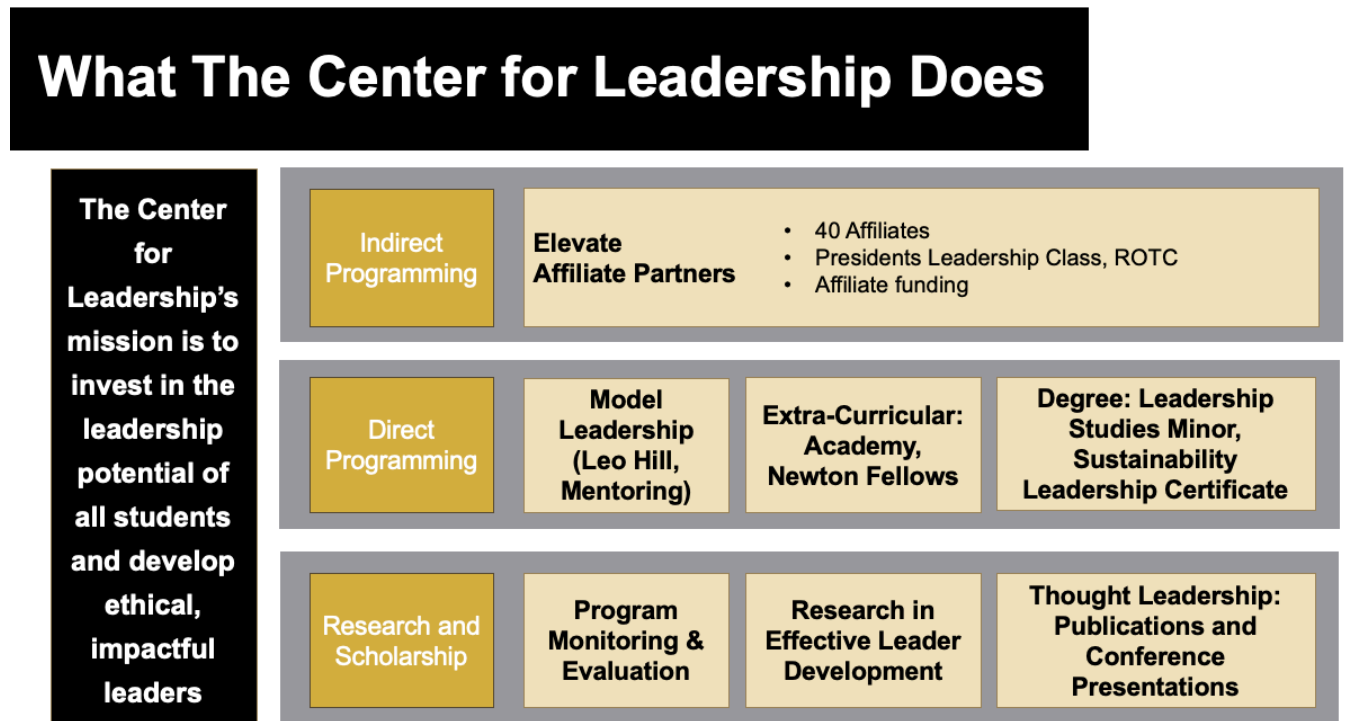 What The Center for Leadership Does
The Center
for
Leadership’s
mission is to
invest in the
leadership
potential of
all students
and develop
ethical,
impactful
leaders
Indirect
Programming
Elevate
Affiliate Partners
• 40 Affiliates
• Presidents Leadership Class, ROTC
• Affiliate funding
Direct
Programming
Model
Leadership
(Leo Hill,
Mentoring)
Extra-Curricular:
Academy,
Newton Fellows
Degree: Leadership
Studies Minor,
Sustainability
Leadership Certificate
Research and
Scholarship
Program
Monitoring &
Evaluation
Research in
Effective Leader
Development
Thought Leadership:
Publications and
Conference
Presentations